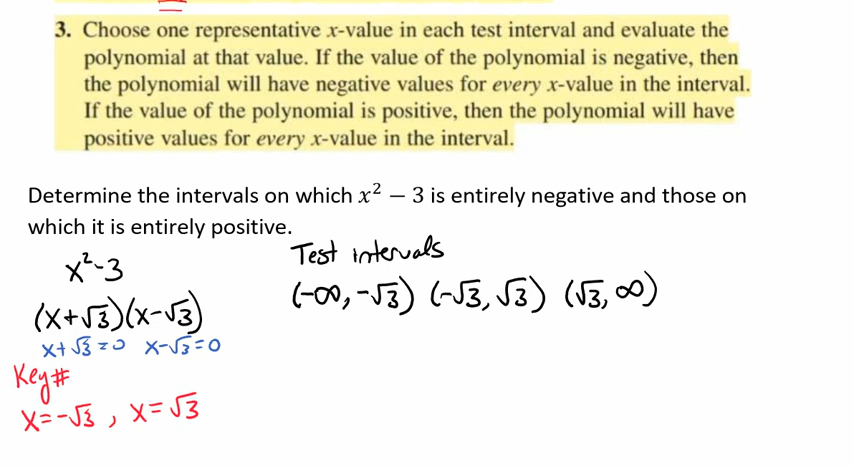 3. Choose one representative x-value in each test interval and evaluate the
polynomial at that value. If the value of the polynomial is negative, then
the polynomial will have negative values for every x-value in the interval.
If the value of the polynomial is positive, then the polynomial will have
positive values for every x-value in the interval.
Determine the intervals on which x² − 3 is entirely negative and those on
which it is entirely positive.
x²-3
(x+√3)(x-√3)
x+√3=0 x-√3=0
Key#
x=-√3, x=√3
Test intervals
(-∞,-√3) (-√3,√3) (√3,∞)